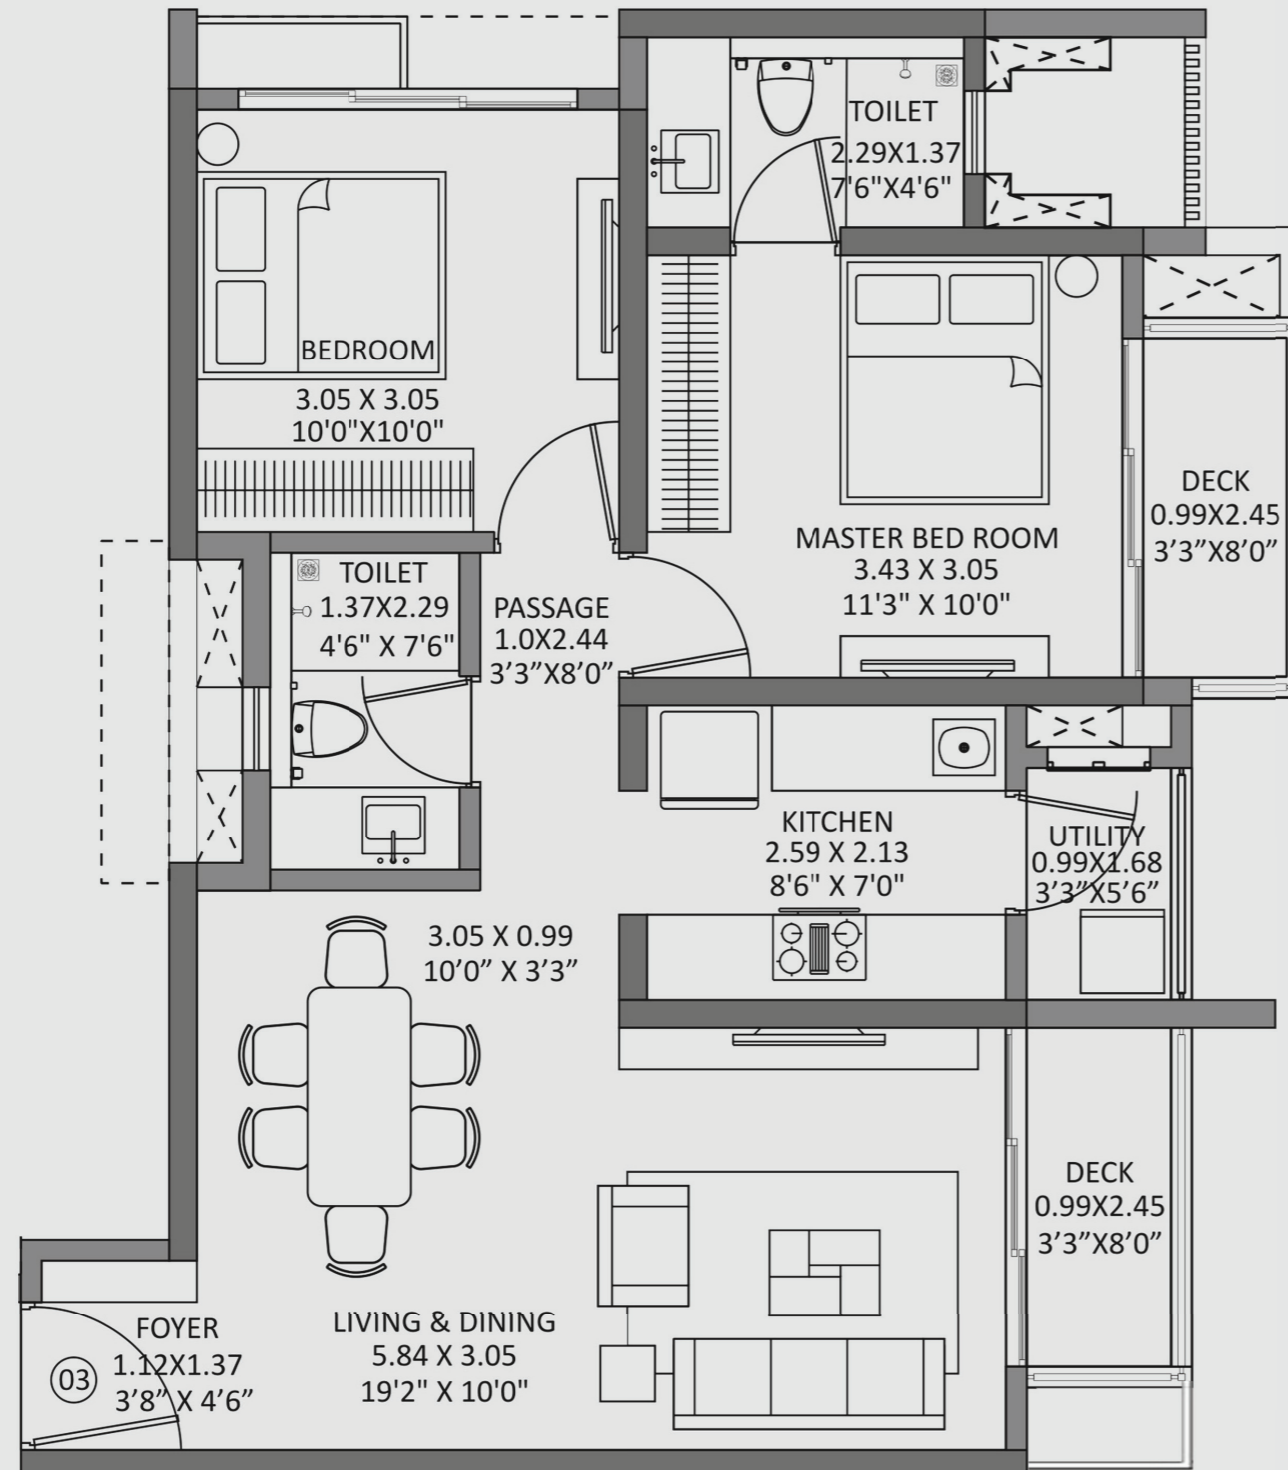 TOILET
2.29X1.37
7'6"X4'6"
BEDROOM
3.05 X 3.05
10'0"X10'0"
DECK
0.99X2.45
3’3”X8’0”
MASTER BED ROOM
3.43 X 3.05
11'3" X 10'0"
TOILET
1.37X2.29
4'6" X 7'6"
PASSAGE
1.0X2.44
3’3”X8’0”
KITCHEN
2.59 X 2.13
8'6" X 7'0"
UTILITY
0.99X1.68
3’3”X5’6”
3.05 X 0.99
10’0” X 3’3”
DECK
0.99X2.45
3’3”X8’0”
FOYER
1.12X1.37
3’8” X 4’6”
03
LIVING & DINING
5.84 X 3.05
19'2" X 10'0"